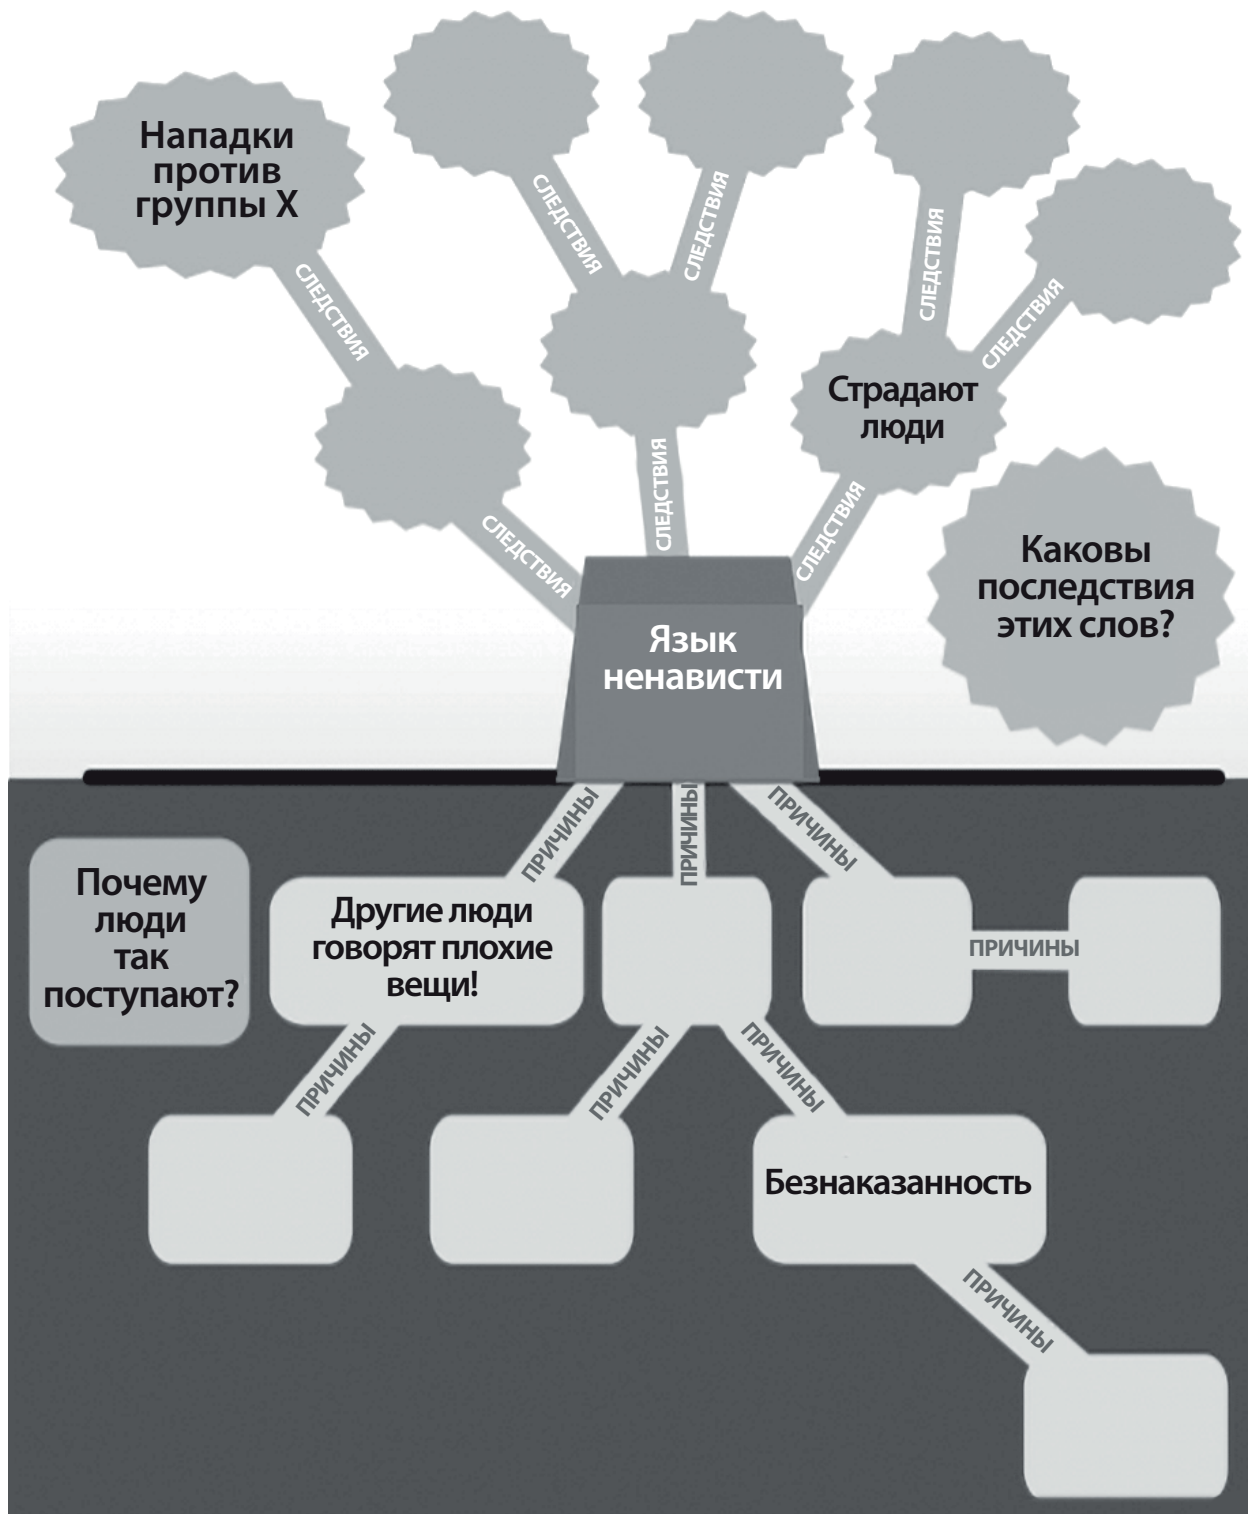 Нападки
против
группы X
СЛЕДСТВИЯ
СЛЕДСТВИЯ
СЛЕДСТВИЯ
СЛЕДСТВИЯ
СЛЕДСТВИЯ
Страдают
люди
СЛЕДСТВИЯ
СЛЕДСТВИЯ
СЛЕДСТВИЯ
Каковы
последствия
этих слов?
Язык
ненависти
ПРИЧИНЫ
ПРИЧИНЫ
ПРИЧИНЫ
Почему
люди
так
поступают?
Другие люди
говорят плохие
вещи!
ПРИЧИНЫ
ПРИЧИНЫ
ПРИЧИНЫ
ПРИЧИНЫ
Безнаказанность
ПРИЧИНЫ